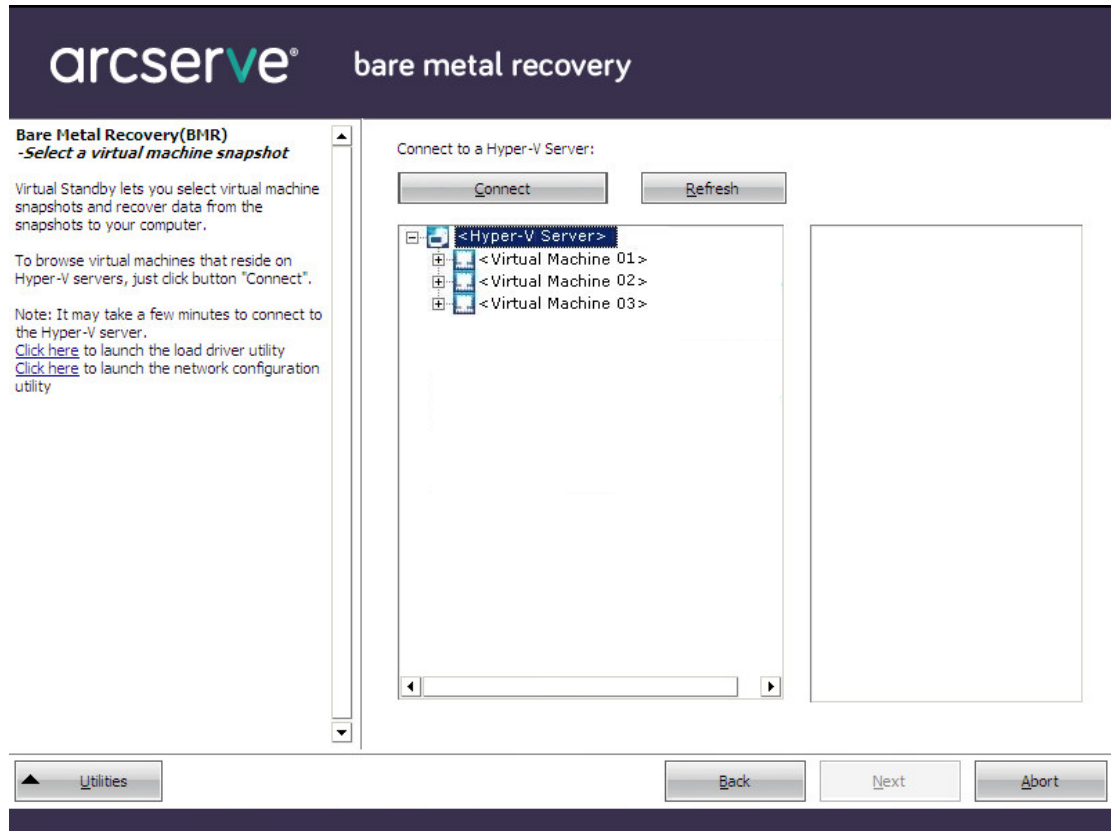 arcserve® bare metal recovery
Bare Metal Recovery(BMR)
-Select a virtual machine snapshot
Virtual Standby lets you select virtual machine
snapshots and recover data from the
snapshots to your computer.
To browse virtual machines that reside on
Hyper-V servers, just click button "Connect".
Note: It may take a few minutes to connect to
the Hyper-V server.
Click here to launch the load driver utility
Click here to launch the network configuration
utility
Connect to a Hyper-V Server:
Connect Refresh
<Hyper-V Server>
<Virtual Machine 01>
<Virtual Machine 02>
<Virtual Machine 03>
Utilities Back Next Abort